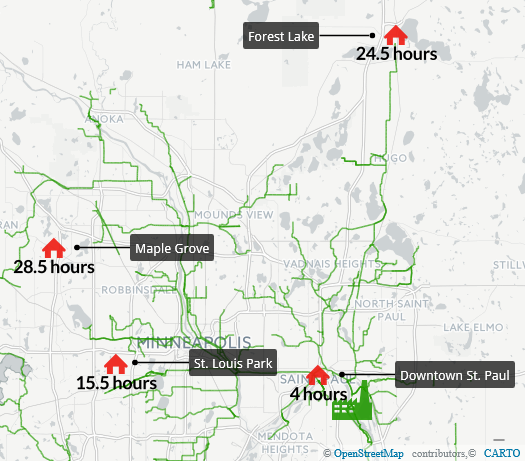 Forest Lake
24.5 hours
HAM LAKE
ANOKA
HUGO
MOUNDS VIEW
Maple Grove
28.5 hours
VADNAIS HEIGHTS
STILLW
ROBBINSDALE
NORTH SAINT
PAUL
LAKE ELMO
MINNEAPOLIS
St. Louis Park
15.5 hours
Downtown St. Paul
SAINT PAUL
4 hours
MENDOTA
HEIGHTS
© OpenStreetMap contributors,© CARTO